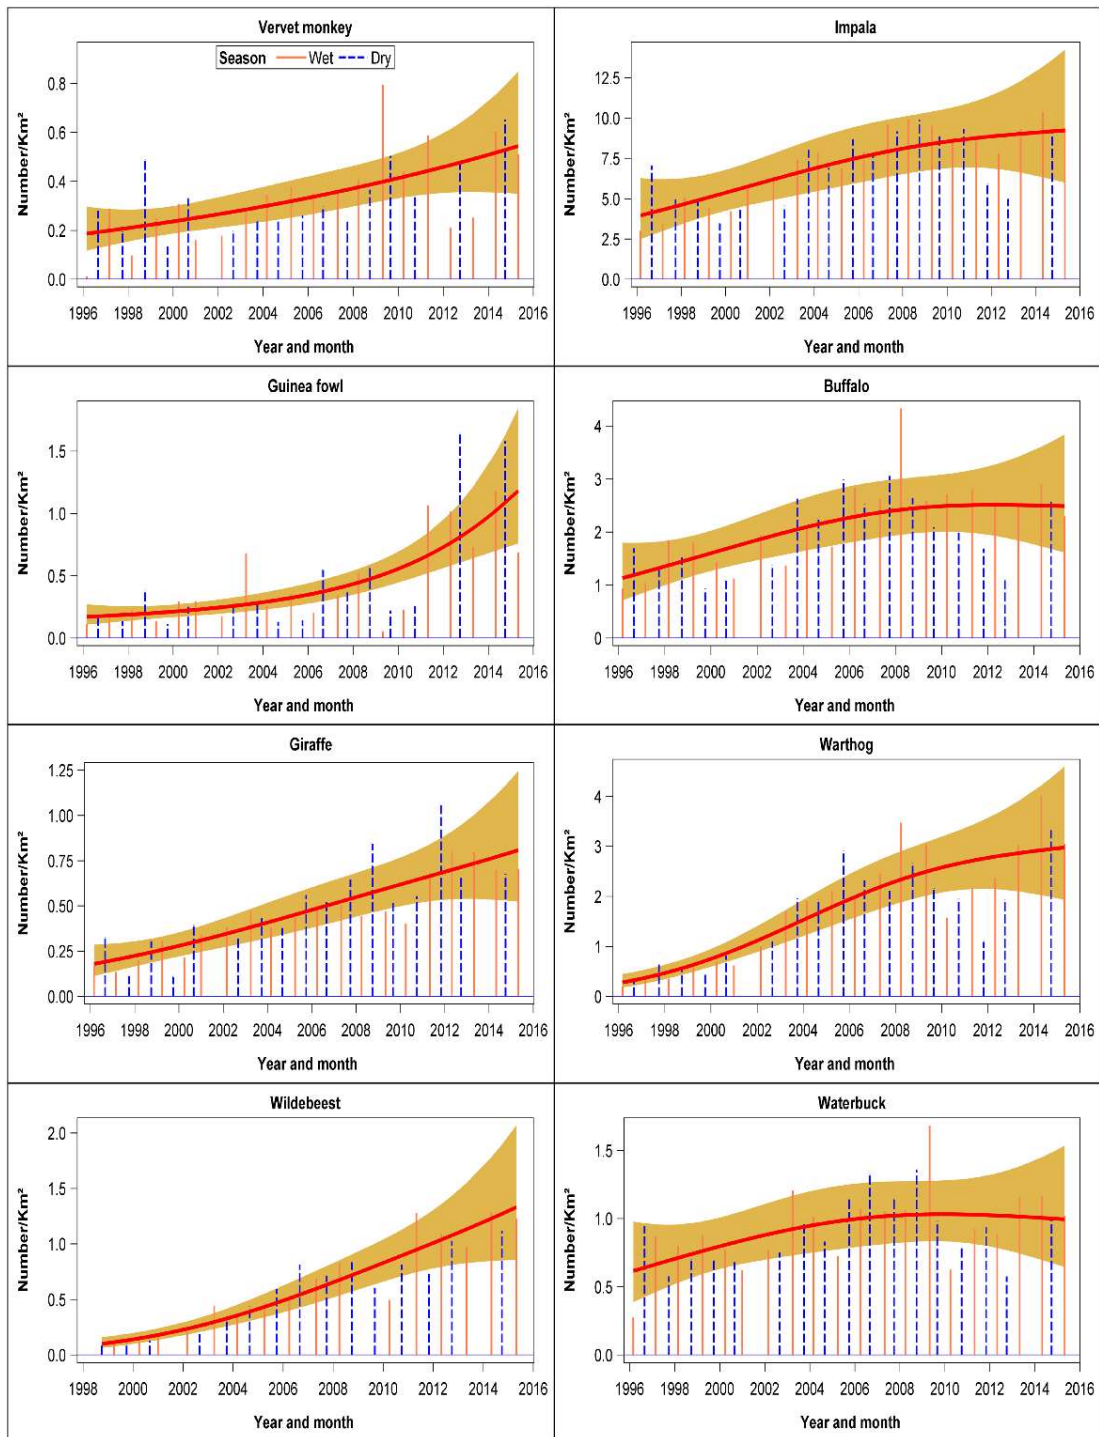 Vervet monkey
Season Wet Dry
Number/Km²
0.8
0.6
0.4
0.2
0.0
1996 1998 2000 2002 2004 2006 2008 2010 2012 2014 2016
Year and month
Impala
Number/Km²
12.5
10.0
7.5
5.0
2.5
0.0
1996 1998 2000 2002 2004 2006 2008 2010 2012 2014 2016
Year and month
Guinea fowl
Number/Km²
1.5
1.0
0.5
0.0
1996 1998 2000 2002 2004 2006 2008 2010 2012 2014 2016
Year and month
Buffalo
Number/Km²
4
3
2
1
0
1996 1998 2000 2002 2004 2006 2008 2010 2012 2014 2016
Year and month
Giraffe
Number/Km²
1.25
1.00
0.75
0.50
0.25
0.00
1996 1998 2000 2002 2004 2006 2008 2010 2012 2014 2016
Year and month
Warthog
Number/Km²
4
3
2
1
0
1996 1998 2000 2002 2004 2006 2008 2010 2012 2014 2016
Year and month
Wildebeest
Number/Km²
2.0
1.5
1.0
0.5
0.0
1998 2000 2002 2004 2006 2008 2010 2012 2014 2016
Year and month
Waterbuck
Number/Km²
1.5
1.0
0.5
0.0
1996 1998 2000 2002 2004 2006 2008 2010 2012 2014 2016
Year and month